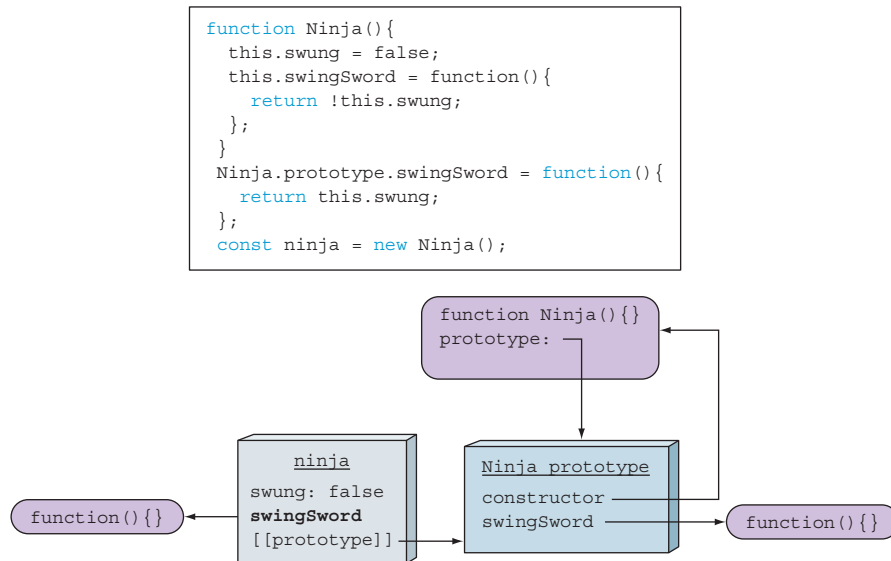 function Ninja(){
  this.swung = false;
  this.swingSword = function(){
    return !this.swung;
  };
}
Ninja.prototype.swingSword = function(){
  return this.swung;
};
const ninja = new Ninja();
function Ninja(){}
prototype:
ninja
swung: false
swingSword
[[prototype]]
function(){}
Ninja prototype
constructor
swingSword
function(){}